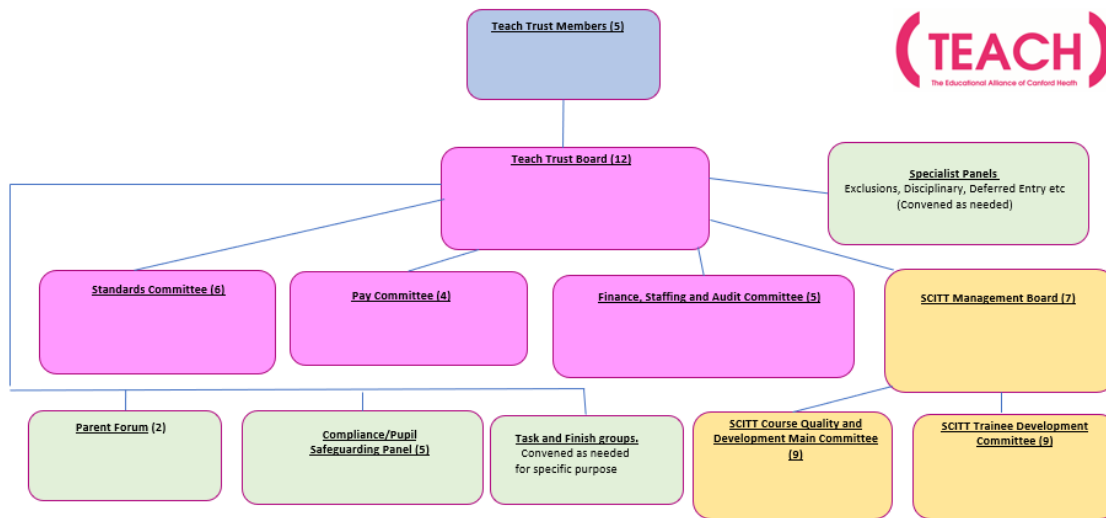 Teach Trust Members (5)
(TEACH)
The Educational Alliance of Canford Heath
Teach Trust Board (12)
Specialist Panels
Exclusions, Disciplinary, Deferred Entry etc
(Convened as needed)
Standards Committee (6)
Pay Committee (4)
Finance, Staffing and Audit Committee (5)
SCITT Management Board (7)
Parent Forum (2)
Compliance/Pupil
Safeguarding Panel (5)
Task and Finish groups.
Convened as needed
for specific purpose
SCITT Course Quality and
Development Main Committee
(9)
SCITT Trainee Development
Committee (9)